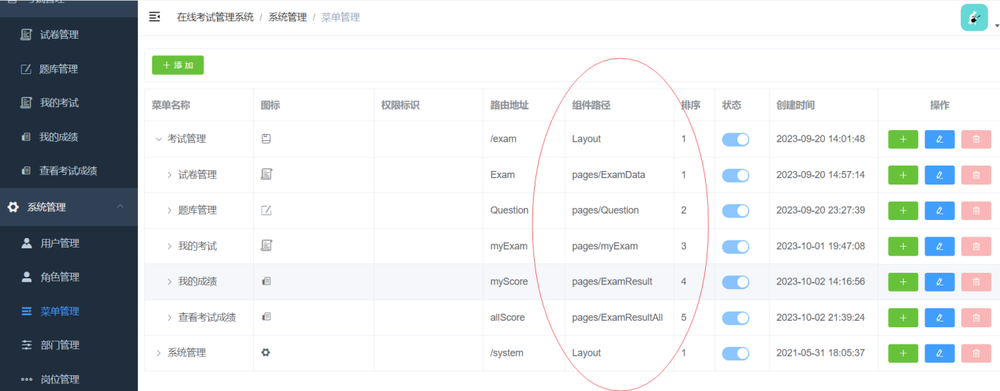 考试管理
试卷管理
题库管理
我的考试
我的成绩
查看考试成绩
系统管理
用户管理
角色管理
菜单管理
部门管理
岗位管理
在线考试管理系统 / 系统管理 / 菜单管理
+ 添加
菜单名称 图标 权限标识 路由地址 组件路径 排序 状态 创建时间 操作
考试管理 /exam Layout 1 2023-09-20 14:01:48
试卷管理 Exam pages/ExamData 1 2023-09-20 14:57:14
题库管理 Question pages/Question 2 2023-09-20 23:27:39
我的考试 myExam pages/myExam 3 2023-10-01 19:47:08
我的成绩 myScore pages/ExamResult 4 2023-10-02 14:16:56
查看考试成绩 allScore pages/ExamResultAll 5 2023-10-02 21:39:24
系统管理 /system Layout 1 2021-05-31 18:05:37